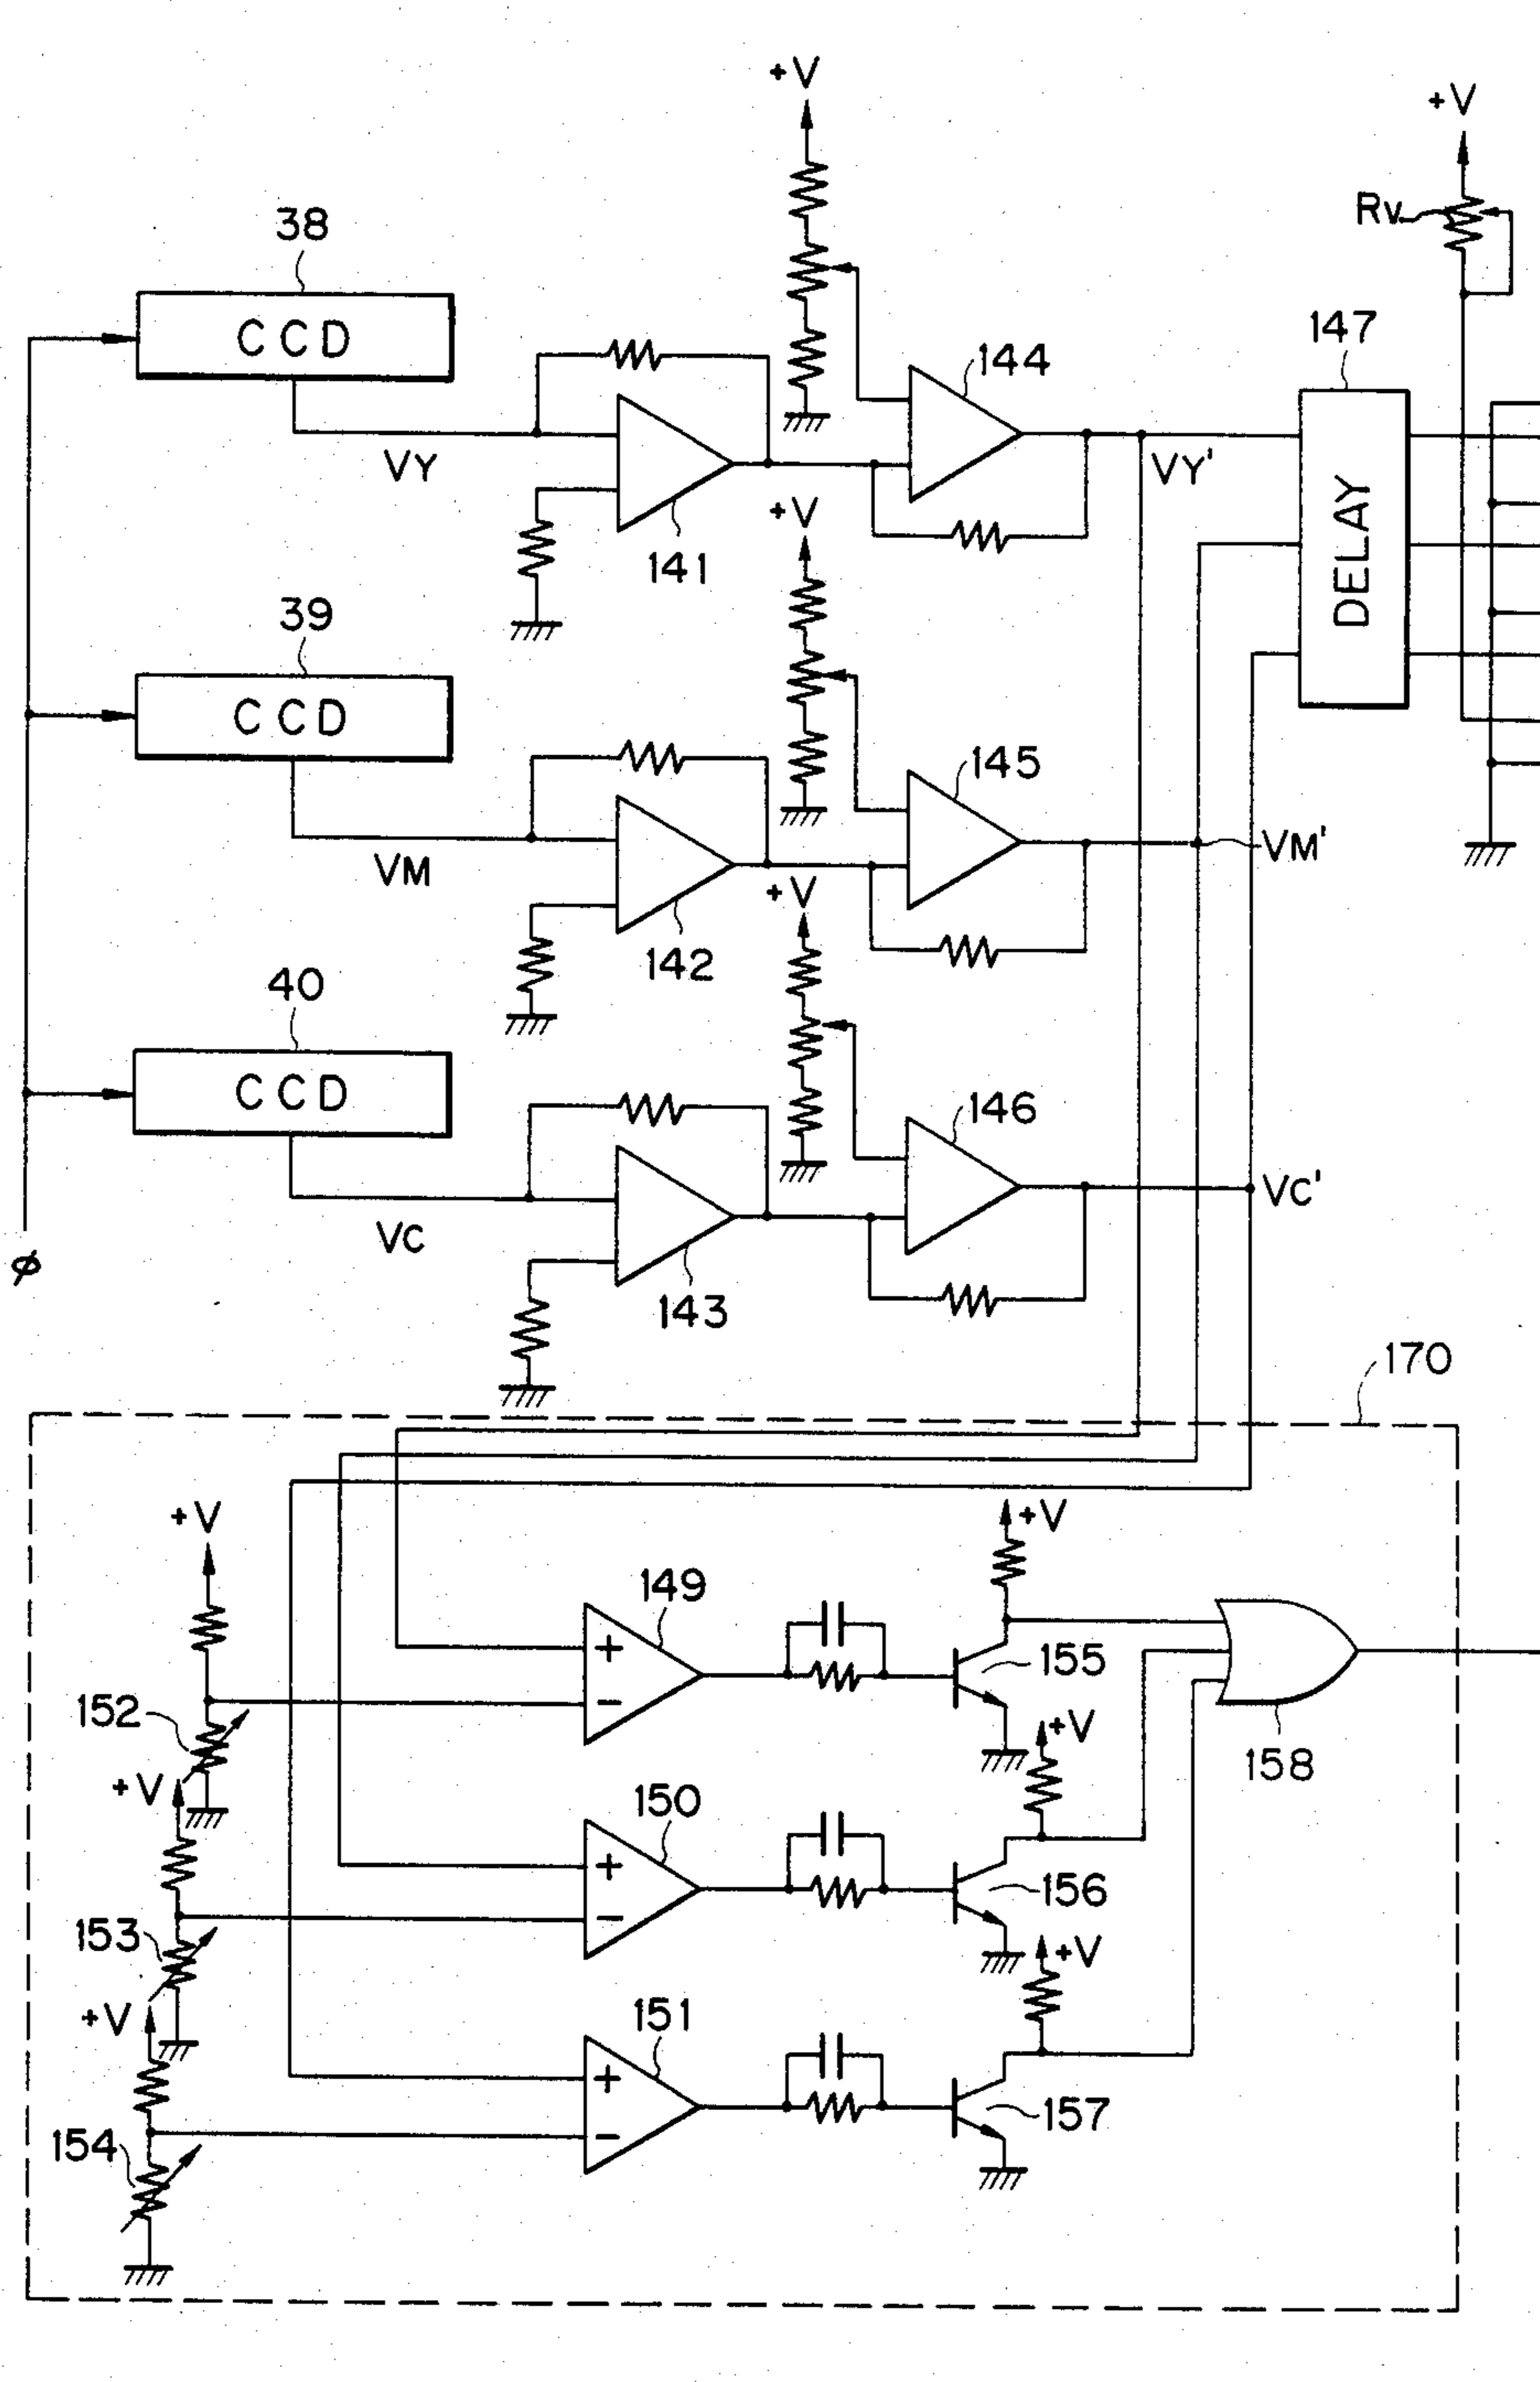 +V
+V
Rv
38
CCD
147
144
VY
VY'
DELAY
+V
141
39
CCD
145
VM
VM'
+V
142
40
CCD
146
VC
VC'
φ
143
170
+V
+V
149
155
152
+V
+V
158
150
156
153
+V
+V
151
157
154
+
−
+
−
+
−